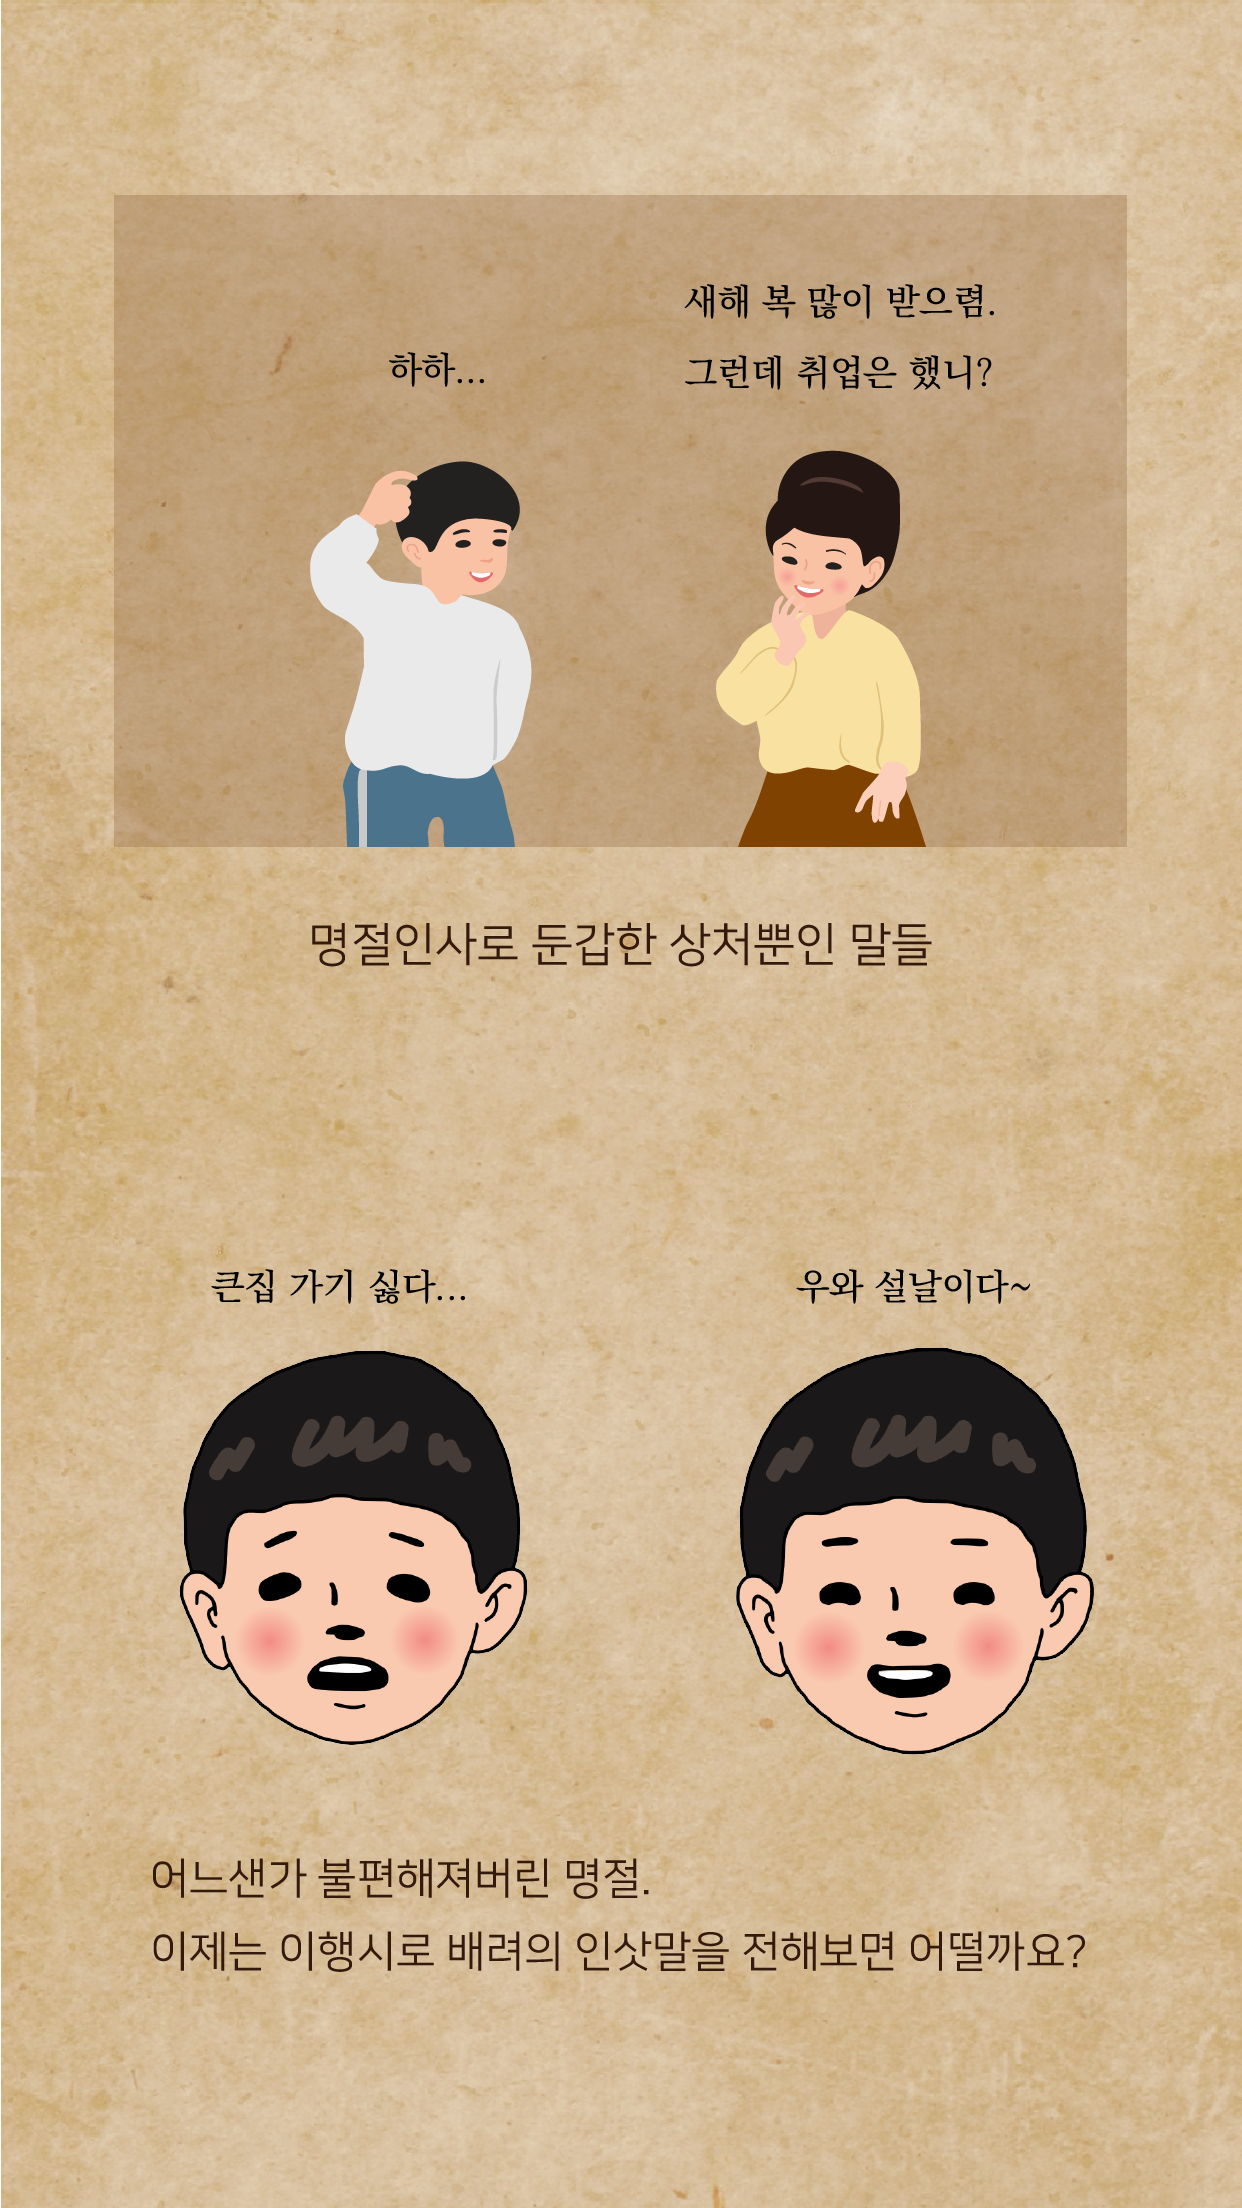 새해 복 많이 받으렴.
하하...
그런데 취업은 했니?
명절인사로 둔갑한 상처뿐인 말들
큰집 가기 싫다...
우와 설날이다~
어느샌가 불편해져버린 명절.
이제는 이행시로 배려의 인삿말을 전해보면 어떨까요?